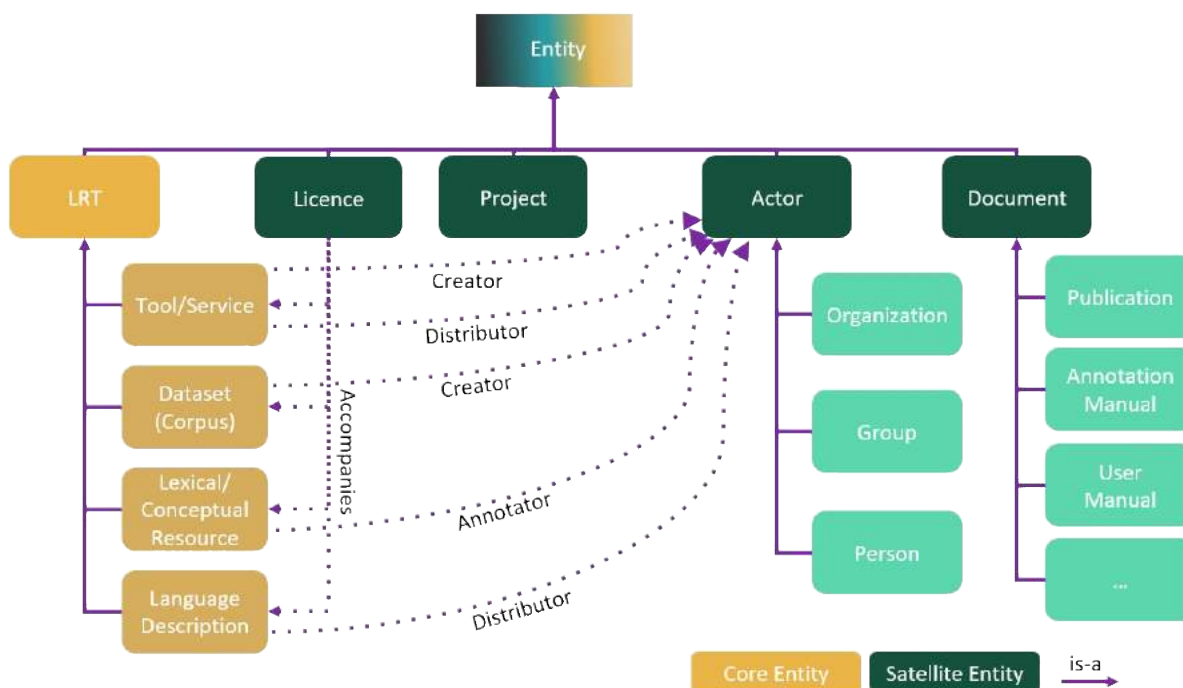 Entity
LRT
Licence
Project
Actor
Document
Tool/Service
Creator
Distributor
Dataset
(Corpus)
Creator
Accompanies
Lexical/
Conceptual
Resource
Annotator
Language
Description
Distributor
Organization
Group
Person
Publication
Annotation
Manual
User
Manual
...
Core Entity
Satellite Entity
is-a